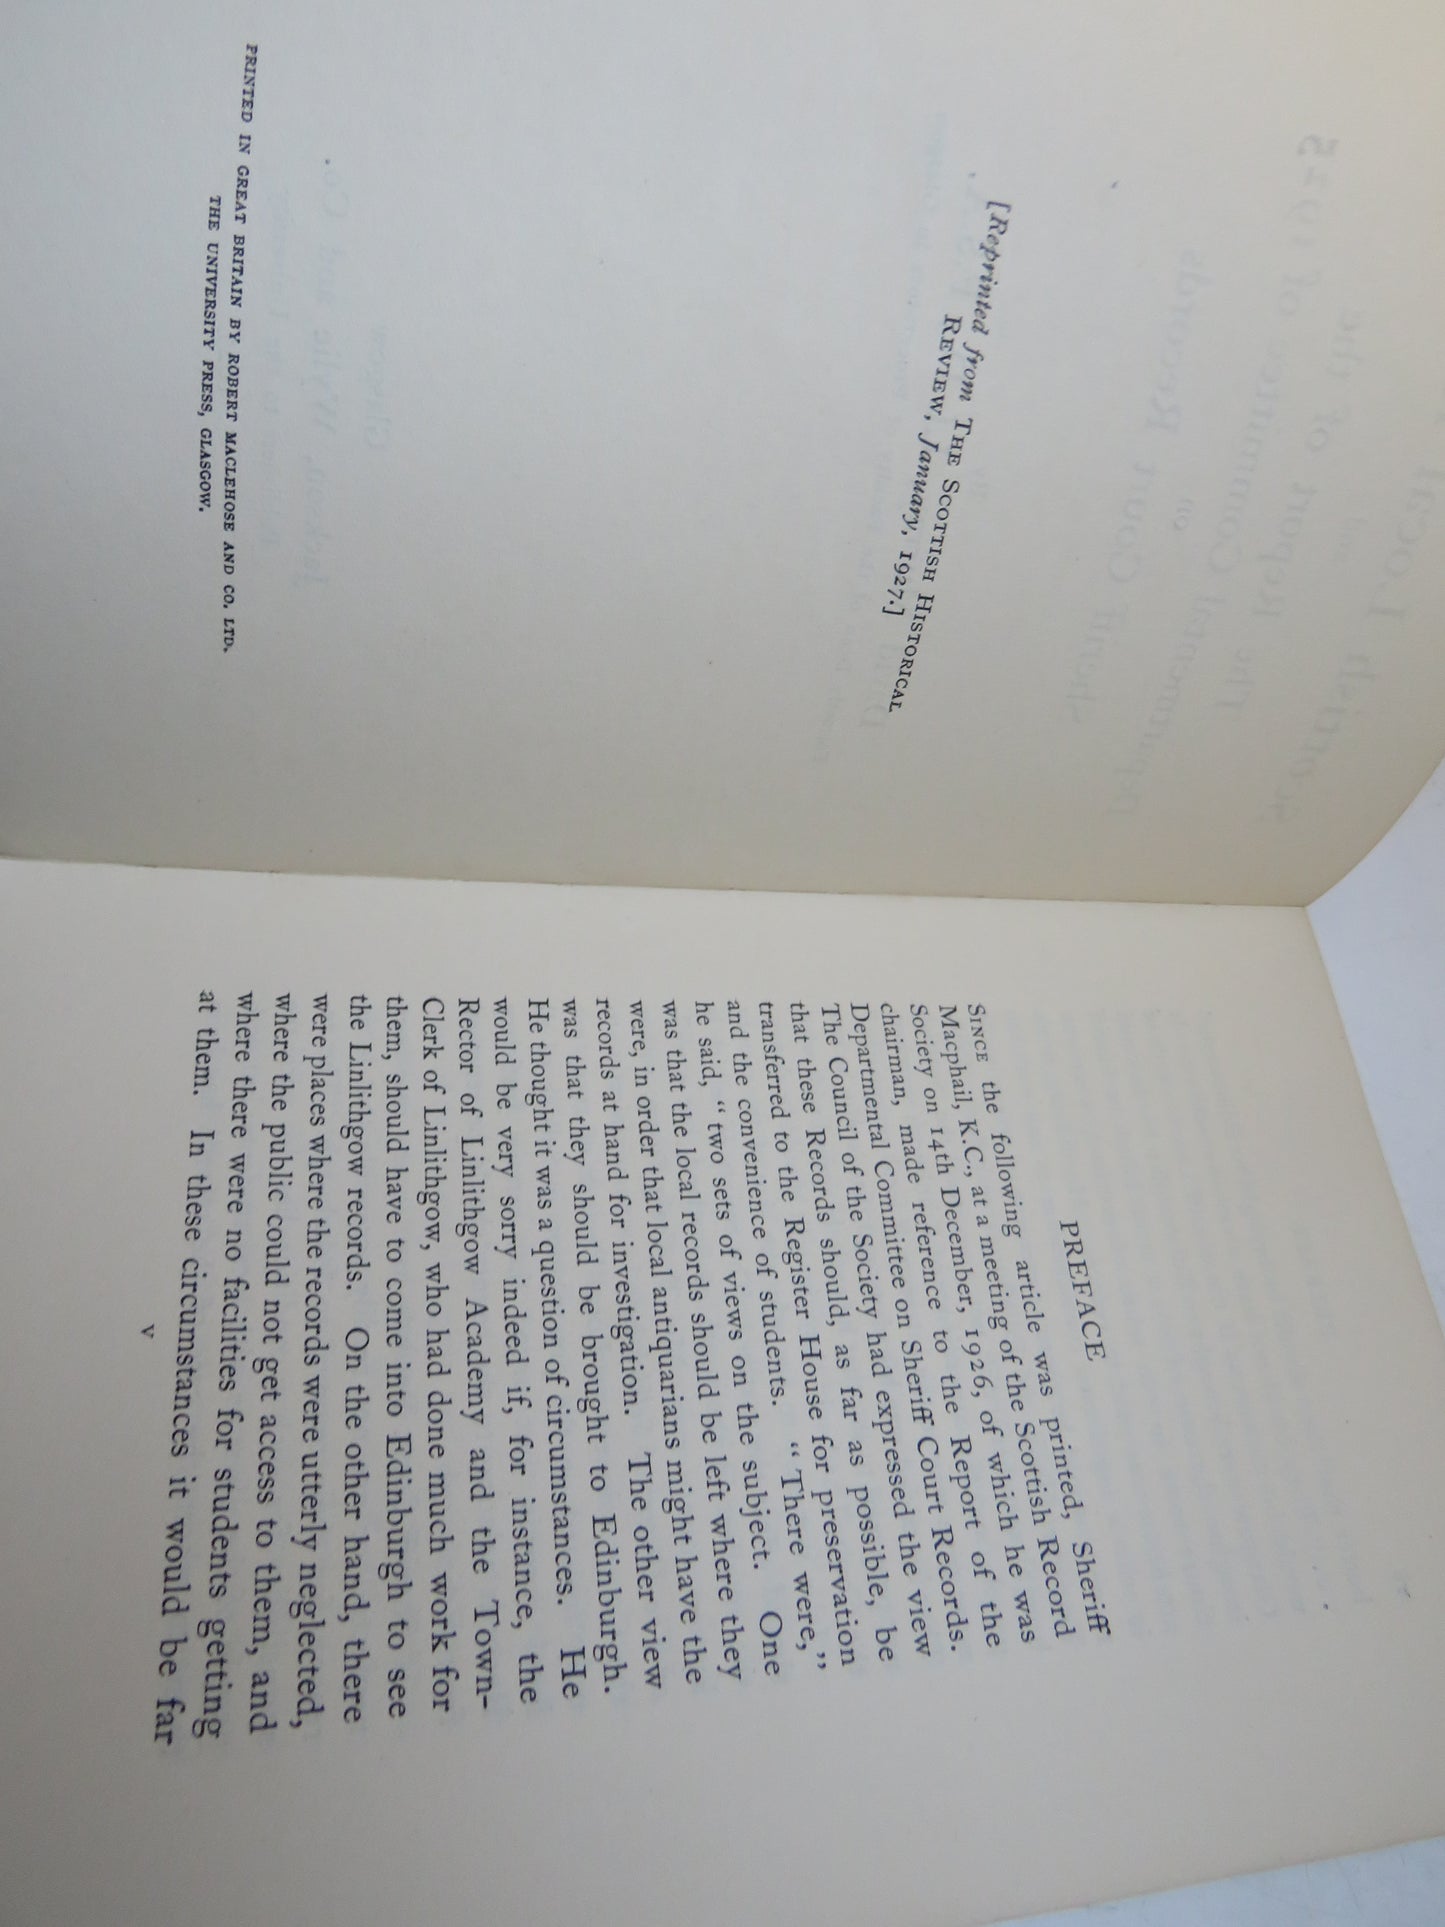 [Reprinted from THE SCOTTISH HISTORICAL
REVIEW, January, 1927.]
PRINTED IN GREAT BRITAIN BY ROBERT MACLEHOSE AND CO. LTD.
THE UNIVERSITY PRESS, GLASGOW.
PREFACE
SINCE the following article was printed, Sheriff
Macphail, K.C., at a meeting of the Scottish Record
Society on 14th December, 1926, of which he was
chairman, made reference to the Report of the
Departmental Committee on Sheriff Court Records.
The Council of the Society had expressed the view
that these Records should, as far as possible, be
transferred to the Register House for preservation
and the convenience of students. “There were,”
he said, “two sets of views on the subject. One
was that the local records should be left where they
were, in order that local antiquarians might have the
records at hand for investigation. The other view
was that they should be brought to Edinburgh.
He thought it was a question of circumstances. He
would be very sorry indeed if, for instance, the
Rector of Linlithgow Academy and the Town-
Clerk of Linlithgow, who had done much work for
them, should have to come into Edinburgh to see
the Linlithgow records. On the other hand, there
were places where the records were utterly neglected,
where the public could not get access to them, and
where there were no facilities for students getting
at them. In these circumstances it would be far
v